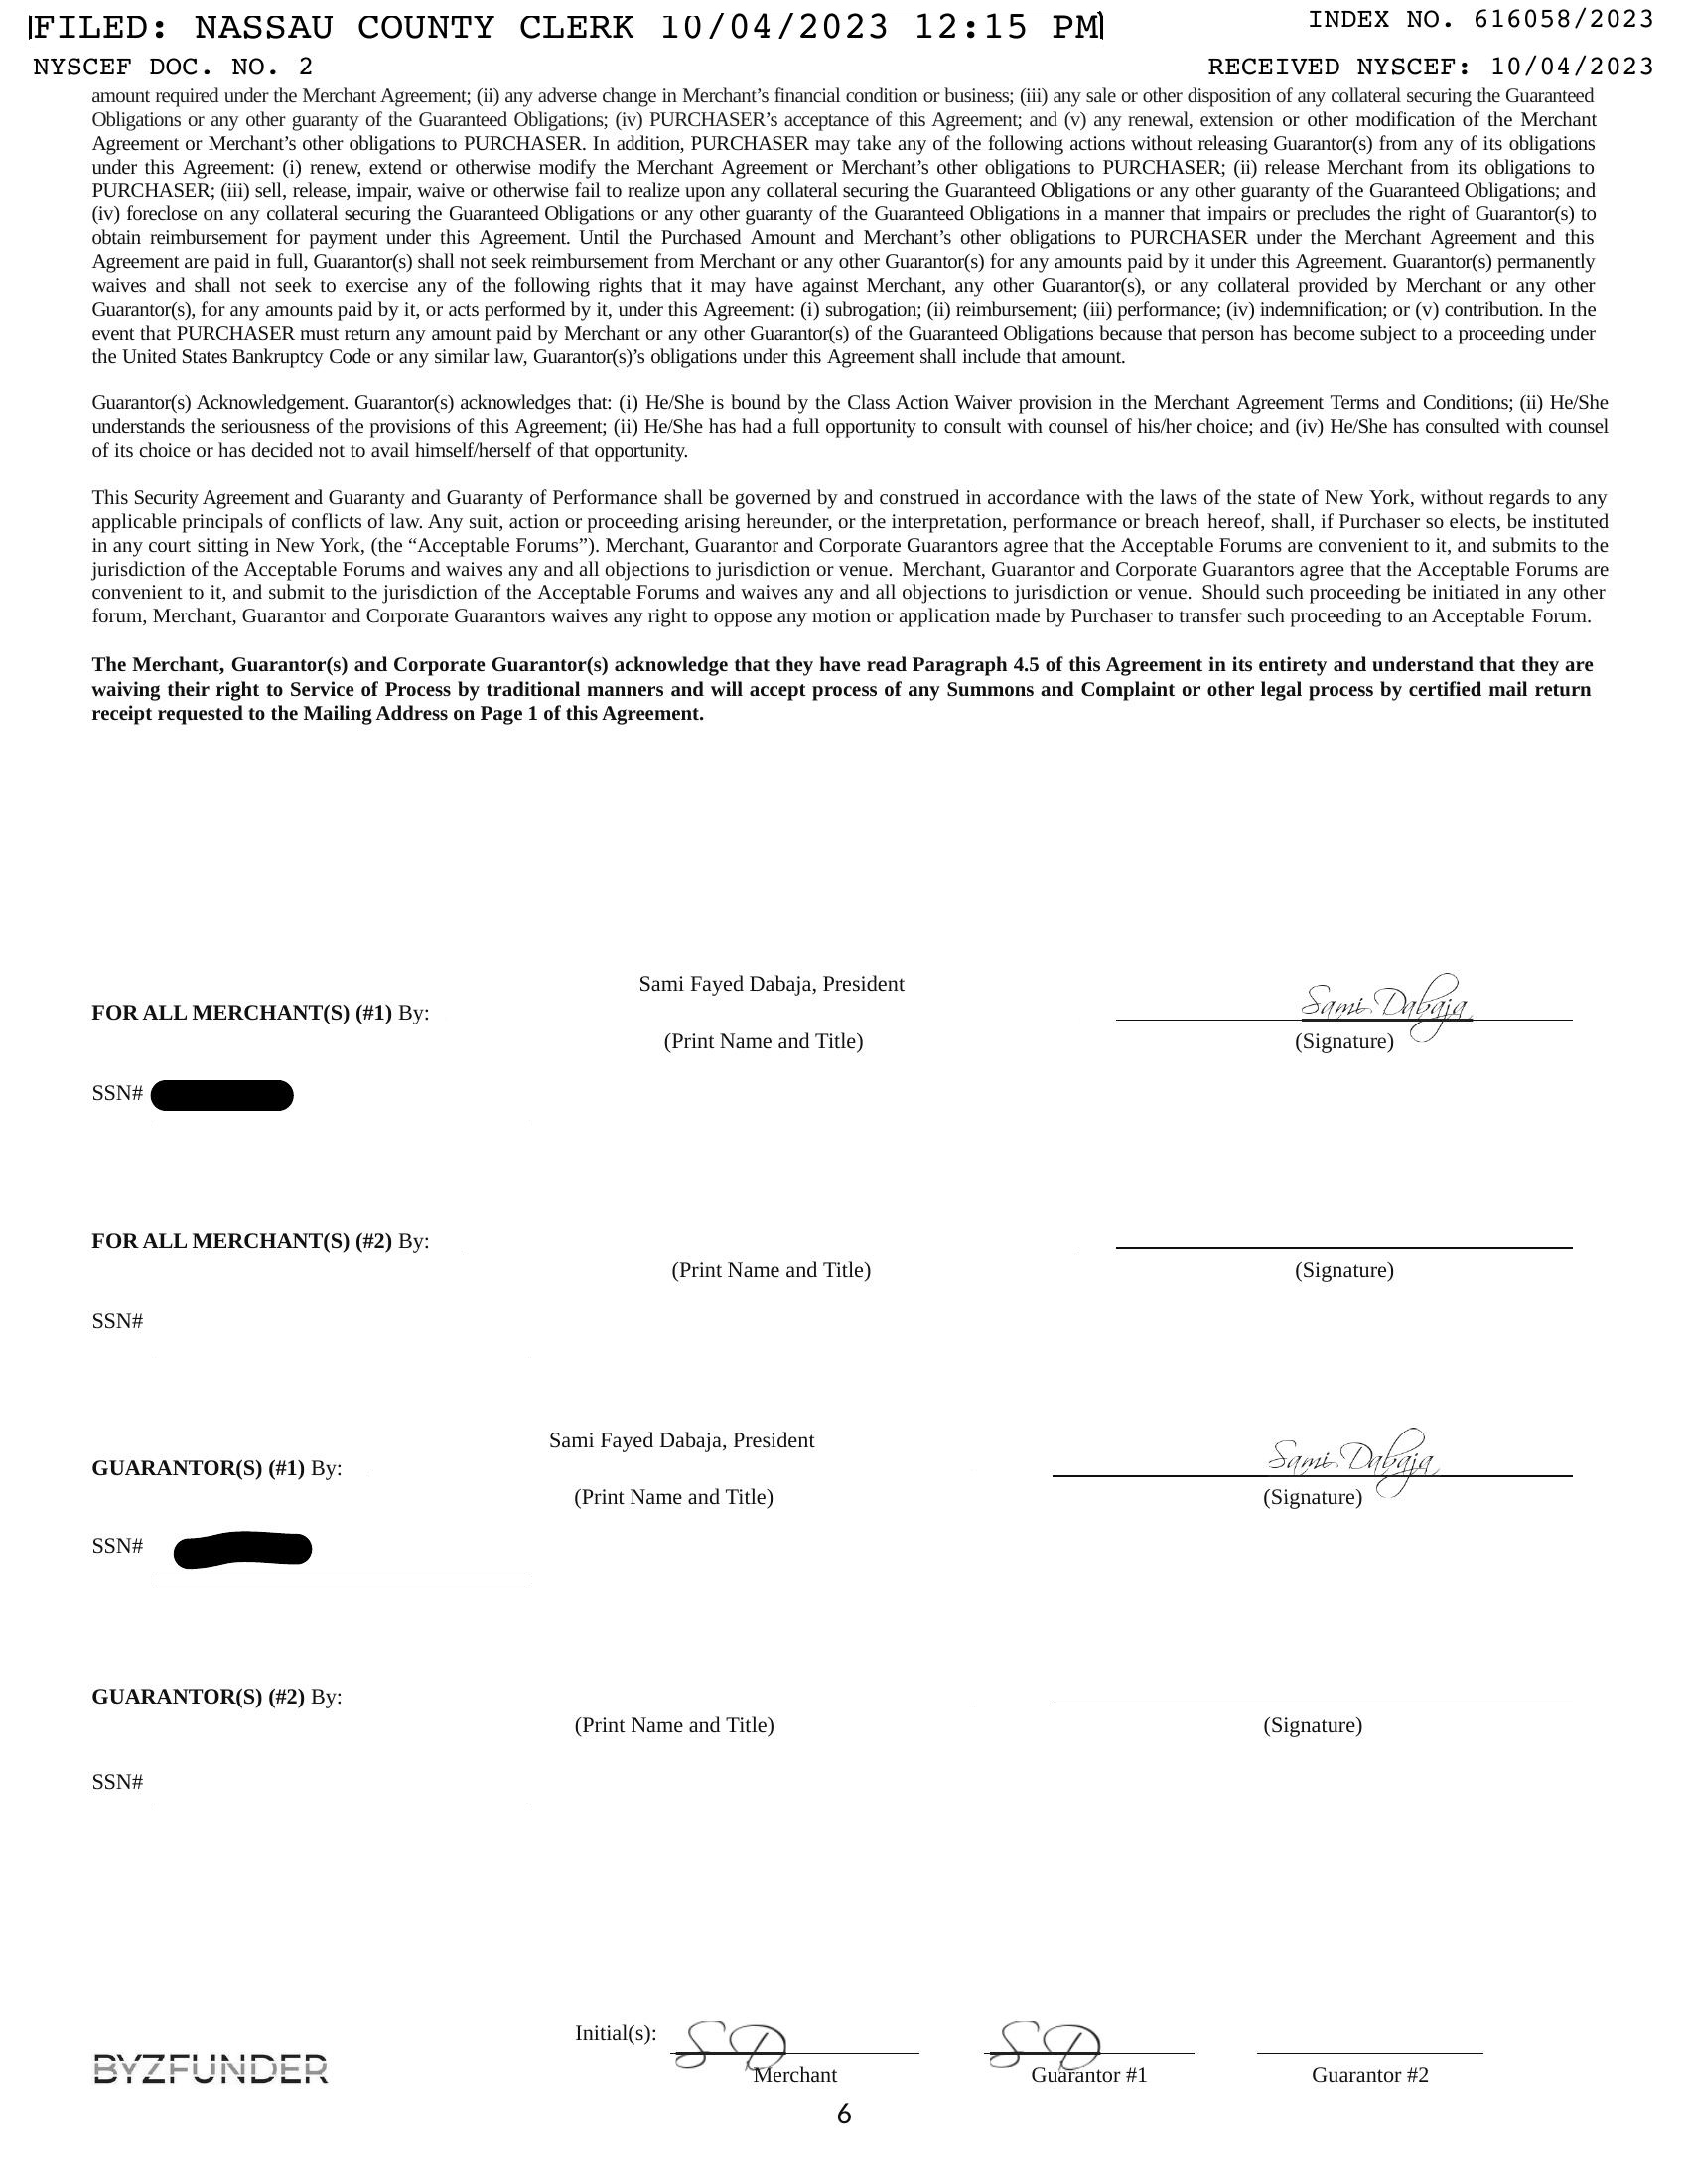 FILED: NASSAU COUNTY CLERK 10/04/2023 12:15 PM
INDEX NO. 616058/2023
NYSCEF DOC. NO. 2
RECEIVED NYSCEF: 10/04/2023
amount required under the Merchant Agreement; (ii) any adverse change in Merchant’s financial condition or business; (iii) any sale or other disposition of any collateral securing the Guaranteed
Obligations or any other guaranty of the Guaranteed Obligations; (iv) PURCHASER’s acceptance of this Agreement; and (v) any renewal, extension or other modification of the Merchant
Agreement or Merchant’s other obligations to PURCHASER. In addition, PURCHASER may take any of the following actions without releasing Guarantor(s) from any of its obligations
under this Agreement: (i) renew, extend or otherwise modify the Merchant Agreement or Merchant’s other obligations to PURCHASER; (ii) release Merchant from its obligations to
PURCHASER; (iii) sell, release, impair, waive or otherwise fail to realize upon any collateral securing the Guaranteed Obligations or any other guaranty of the Guaranteed Obligations; and
(iv) foreclose on any collateral securing the Guaranteed Obligations or any other guaranty of the Guaranteed Obligations in a manner that impairs or precludes the right of Guarantor(s) to
obtain reimbursement for payment under this Agreement. Until the Purchased Amount and Merchant’s other obligations to PURCHASER under the Merchant Agreement and this
Agreement are paid in full, Guarantor(s) shall not seek reimbursement from Merchant or any other Guarantor(s) for any amounts paid by it under this Agreement. Guarantor(s) permanently
waives and shall not seek to exercise any of the following rights that it may have against Merchant, any other Guarantor(s), or any collateral provided by Merchant or any other
Guarantor(s), for any amounts paid by it, or acts performed by it, under this Agreement: (i) subrogation; (ii) reimbursement; (iii) performance; (iv) indemnification; or (v) contribution. In the
event that PURCHASER must return any amount paid by Merchant or any other Guarantor(s) of the Guaranteed Obligations because that person has become subject to a proceeding under
the United States Bankruptcy Code or any similar law, Guarantor(s)’s obligations under this Agreement shall include that amount.
Guarantor(s) Acknowledgement. Guarantor(s) acknowledges that: (i) He/She is bound by the Class Action Waiver provision in the Merchant Agreement Terms and Conditions; (ii) He/She
understands the seriousness of the provisions of this Agreement; (ii) He/She has had a full opportunity to consult with counsel of his/her choice; and (iv) He/She has consulted with counsel
of its choice or has decided not to avail himself/herself of that opportunity.
This Security Agreement and Guaranty and Guaranty of Performance shall be governed by and construed in accordance with the laws of the state of New York, without regards to any
applicable principals of conflicts of law. Any suit, action or proceeding arising hereunder, or the interpretation, performance or breach hereof, shall, if Purchaser so elects, be instituted
in any court sitting in New York, (the “Acceptable Forums”). Merchant, Guarantor and Corporate Guarantors agree that the Acceptable Forums are convenient to it, and submits to the
jurisdiction of the Acceptable Forums and waives any and all objections to jurisdiction or venue. Merchant, Guarantor and Corporate Guarantors agree that the Acceptable Forums are
convenient to it, and submit to the jurisdiction of the Acceptable Forums and waives any and all objections to jurisdiction or venue. Should such proceeding be initiated in any other
forum, Merchant, Guarantor and Corporate Guarantors waives any right to oppose any motion or application made by Purchaser to transfer such proceeding to an Acceptable Forum.
The Merchant, Guarantor(s) and Corporate Guarantor(s) acknowledge that they have read Paragraph 4.5 of this Agreement in its entirety and understand that they are
waiving their right to Service of Process by traditional manners and will accept process of any Summons and Complaint or other legal process by certified mail return
receipt requested to the Mailing Address on Page 1 of this Agreement.
Sami Fayed Dabaja, President
Sami Dabaja
FOR ALL MERCHANT(S) (#1) By:
(Print Name and Title)
(Signature)
SSN#
FOR ALL MERCHANT(S) (#2) By:
(Print Name and Title)
(Signature)
SSN#
Sami Fayed Dabaja, President
Sami Dabaja
GUARANTOR(S) (#1) By:
(Print Name and Title)
(Signature)
SSN#
GUARANTOR(S) (#2) By:
(Print Name and Title)
(Signature)
SSN#
Initial(s):
SD
SD
BYZFUNDER
Merchant
Guarantor #1
Guarantor #2
6